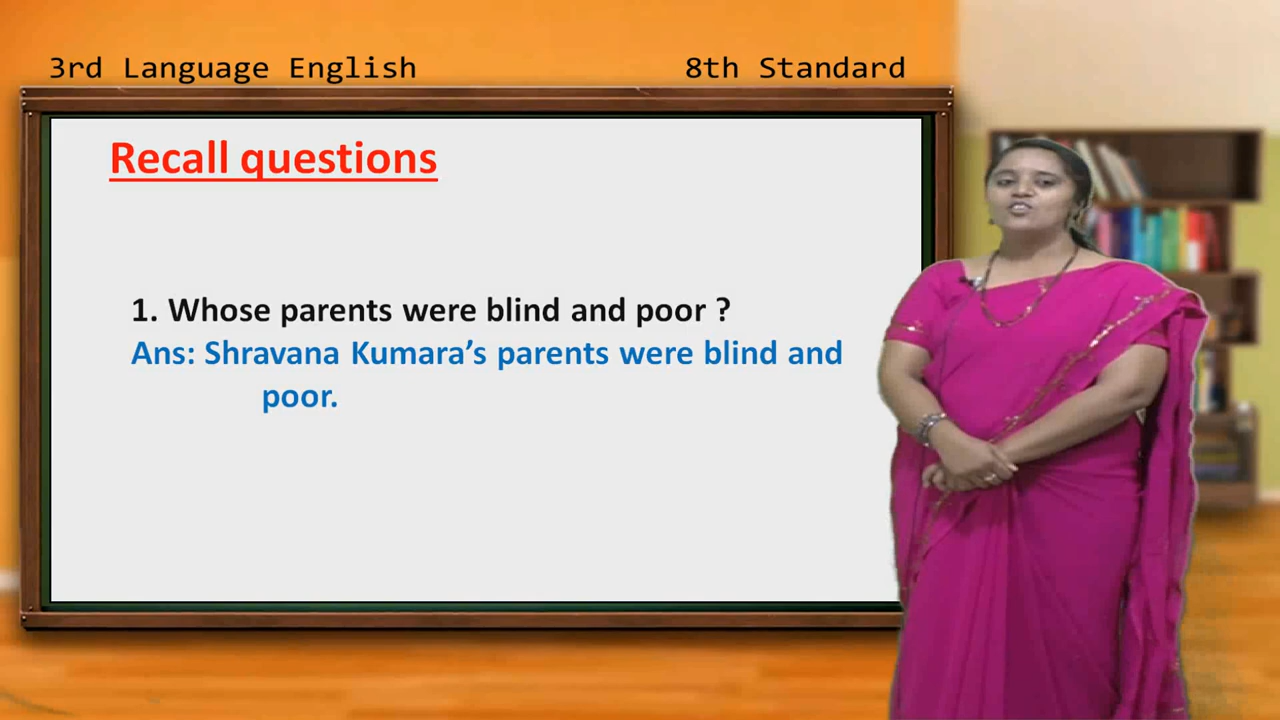 3rd Language English
8th Standard
Recall questions
1. Whose parents were blind and poor ?
Ans: Shravana Kumara’s parents were blind and
poor.